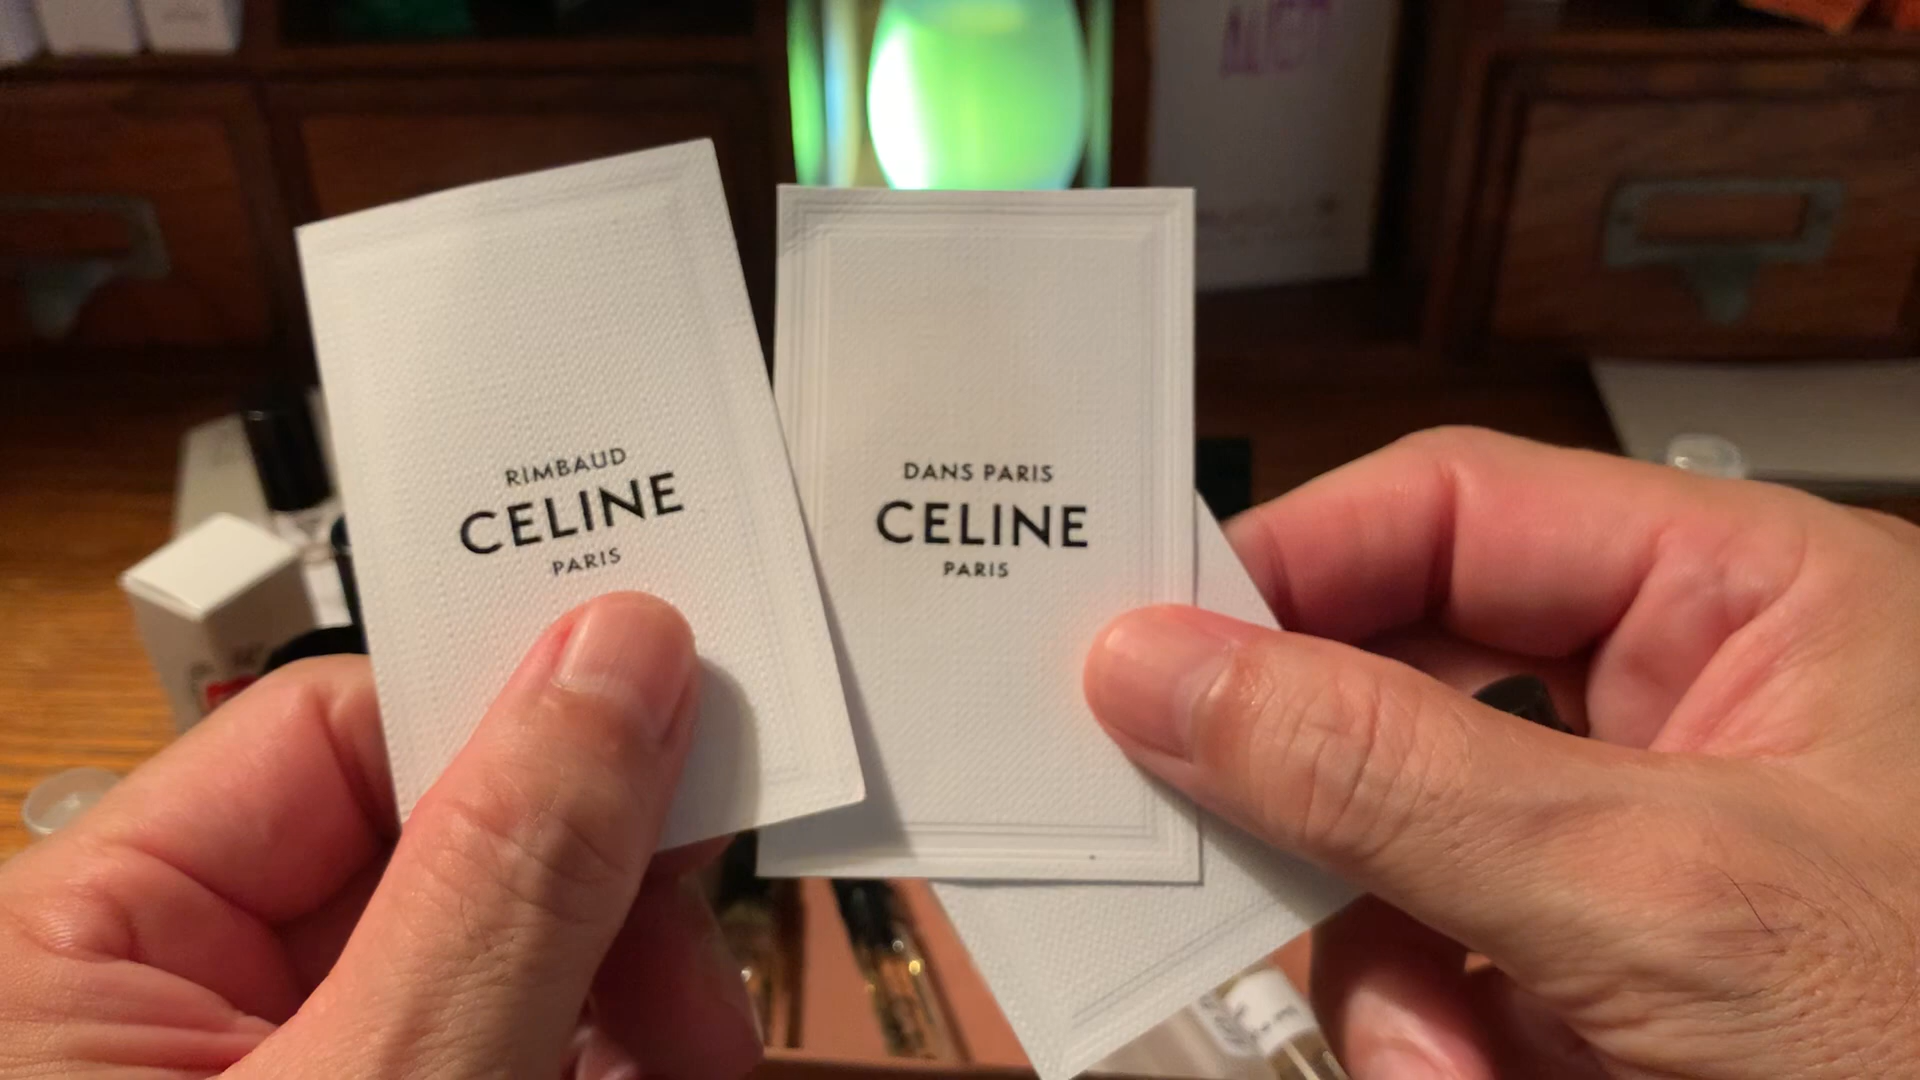 RIMBAUD
CELINE
PARIS
DANS PARIS
CELINE
PARIS